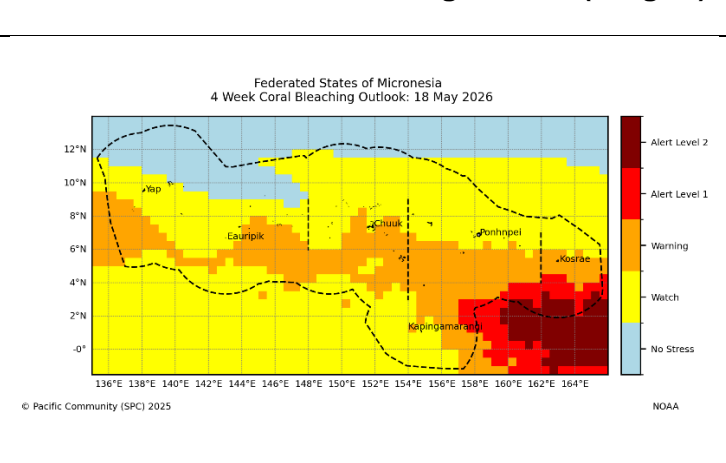 Federated States of Micronesia
4 Week Coral Bleaching Outlook: 18 May 2026
12°N
10°N
8°N
6°N
4°N
2°N
-0°
Yap
Eauripik
Chuuk
Ponhnpei
Kosrae
Kapingamarangi
136°E 138°E 140°E 142°E 144°E 146°E 148°E 150°E 152°E 154°E 156°E 158°E 160°E 162°E 164°E
Alert Level 2
Alert Level 1
Warning
Watch
No Stress
© Pacific Community (SPC) 2025
NOAA